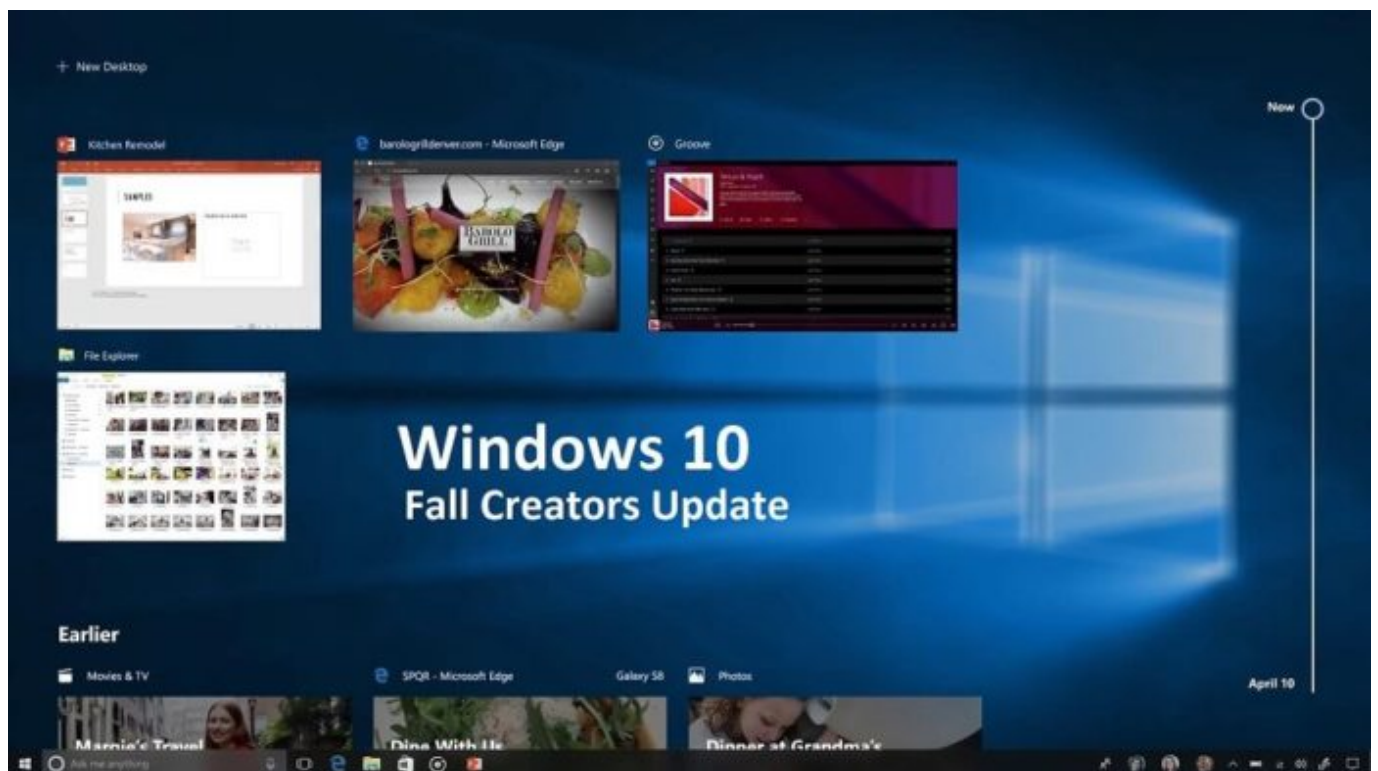 + New Desktop
Now
Kitchen Remodel
barologrilldenver.com - Microsoft Edge
Groove
SAMPLES
BAROLO
GRILL
File Explorer
Windows 10
Fall Creators Update
Earlier
Movies & TV
SPQR - Microsoft Edge
Galaxy S8
Photos
April 10
Margie's Travel
Dine With Us
Dinner at Grandma's
Ask me anything